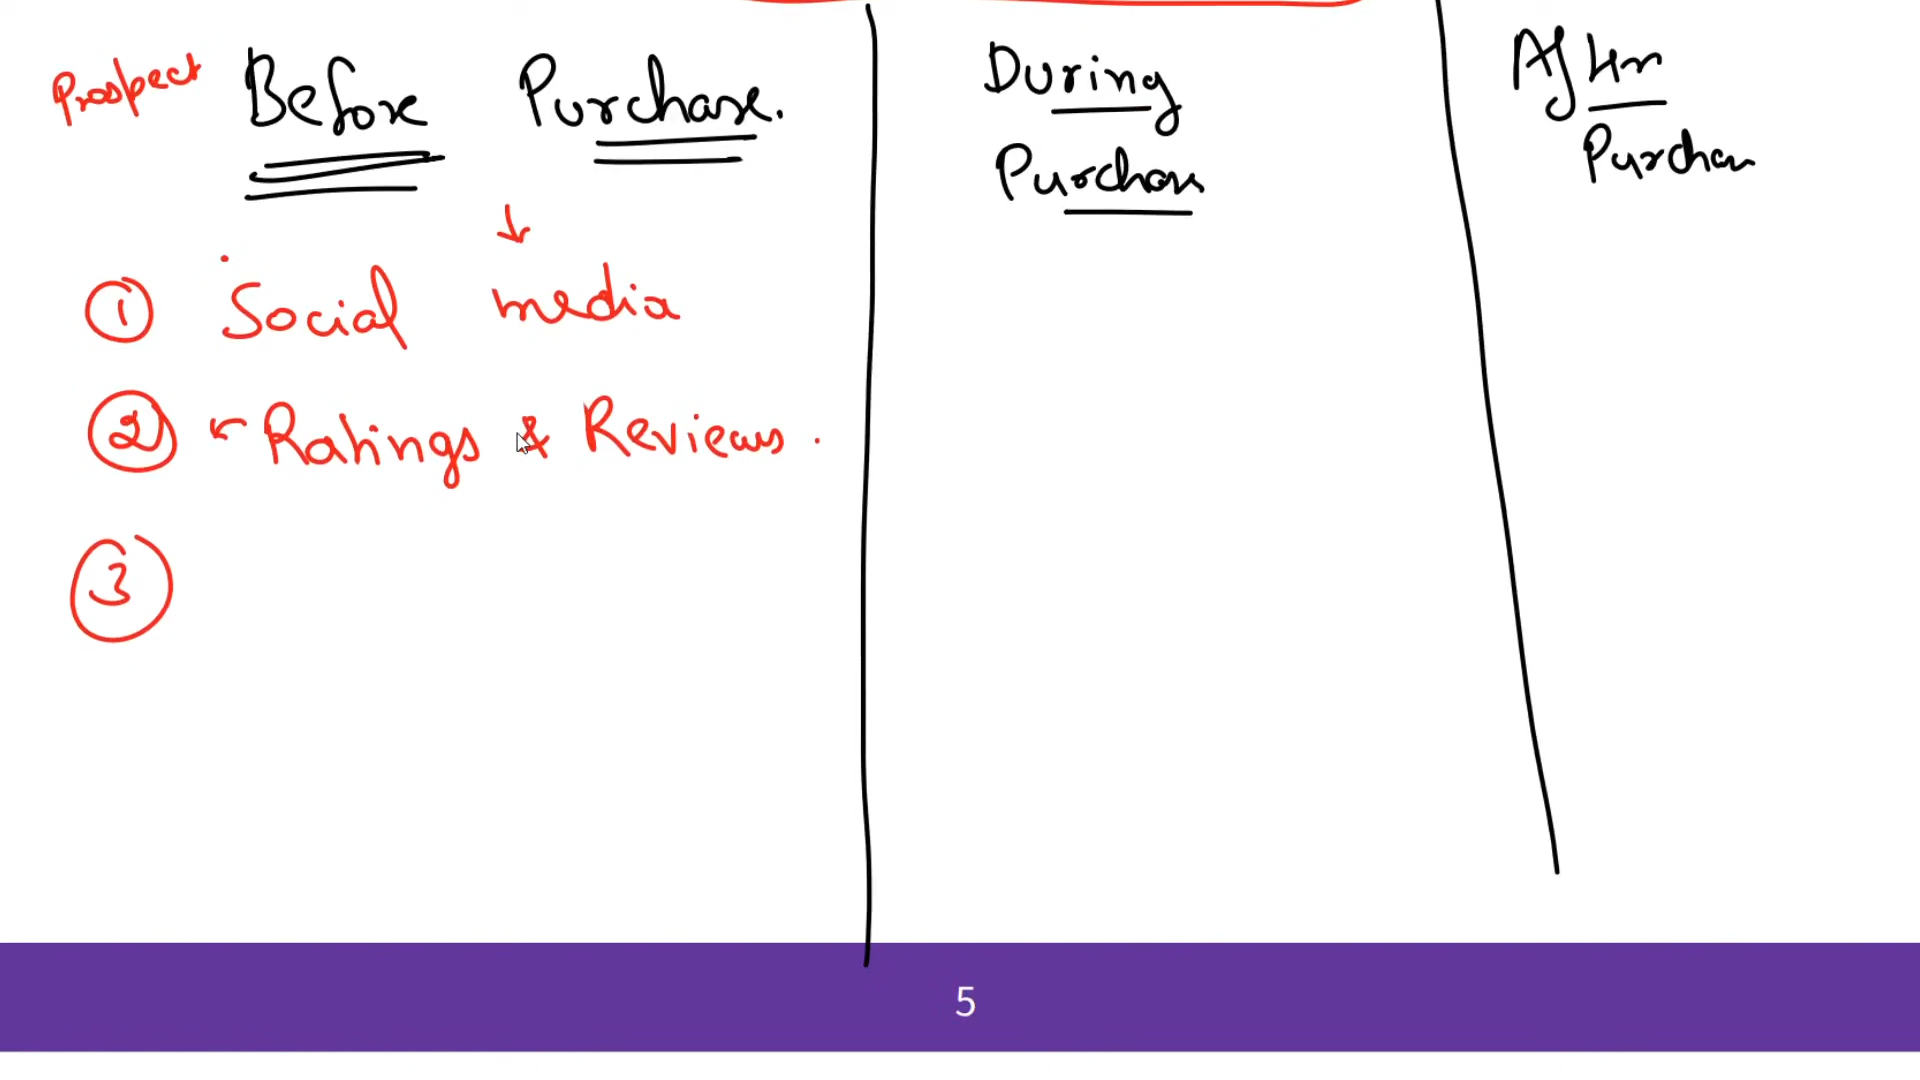 Prospect Before Purchase.
① Social media
② Ratings & Reviews.
③
During
Purchase
After
Purchase
5